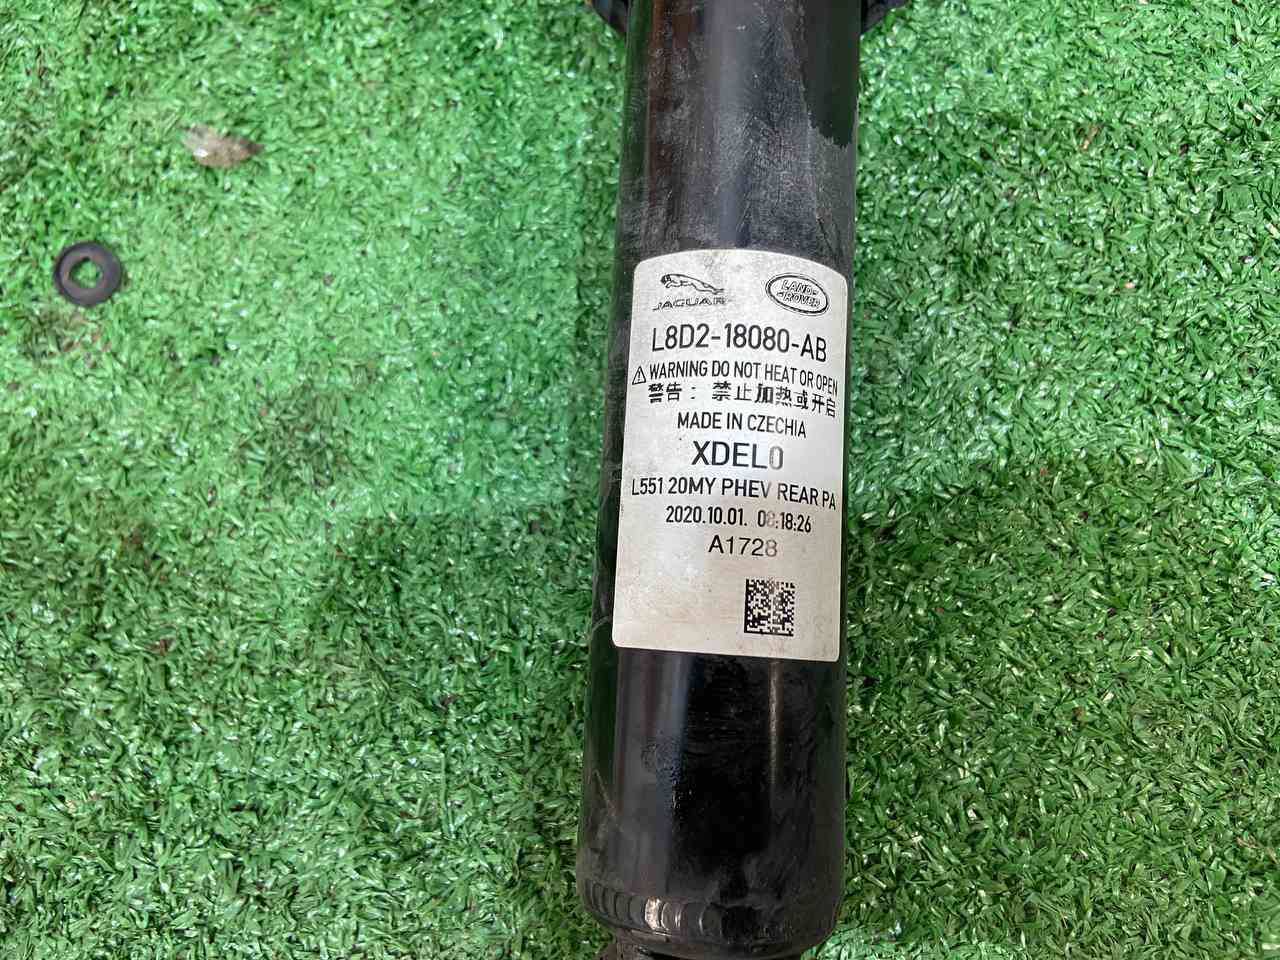 JAGUAR
LAND-
-ROVER
L8D2-18080-AB
WARNING DO NOT HEAT OR OPEN
警告：禁止加热或开启
MADE IN CZECHIA
XDEL0
L551 20MY PHEV REAR PA
2020.10.01. 08:18:26
A1728